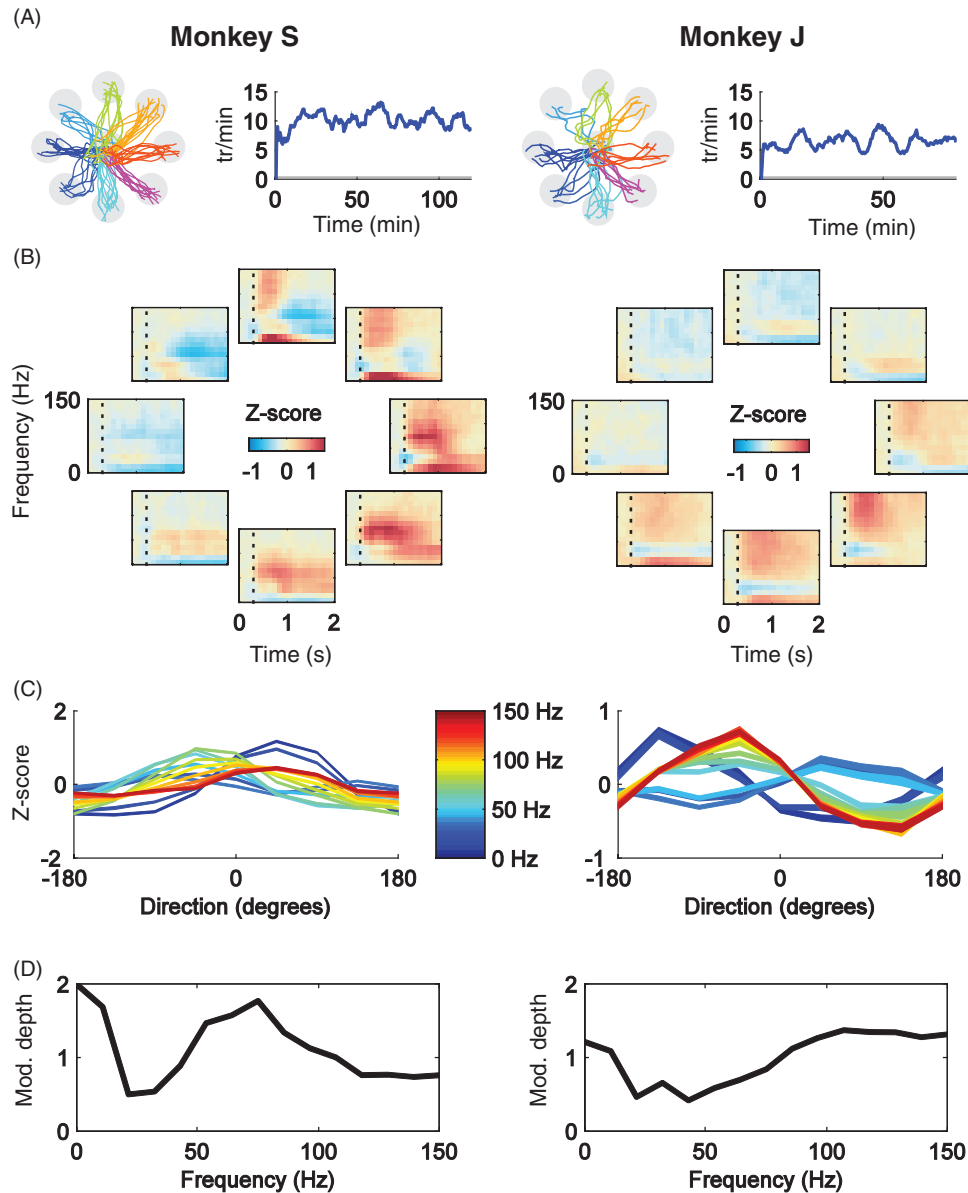 (A)
Monkey S
Monkey J
tr/min
15
10
5
0
0 50 100
Time (min)
tr/min
15
10
5
0
0 50
Time (min)
(B)
Frequency (Hz)
150
0
Z-score
-1 0 1
0 1 2
Time (s)
150
0
Z-score
-1 0 1
0 1 2
Time (s)
(C)
Z-score
2
0
-2
-180 0 180
Direction (degrees)
150 Hz
100 Hz
50 Hz
0 Hz
1
0
-1
-180 0 180
Direction (degrees)
(D)
Mod. depth
2
1
0
0 50 100 150
Frequency (Hz)
Mod. depth
2
1
0
0 50 100 150
Frequency (Hz)